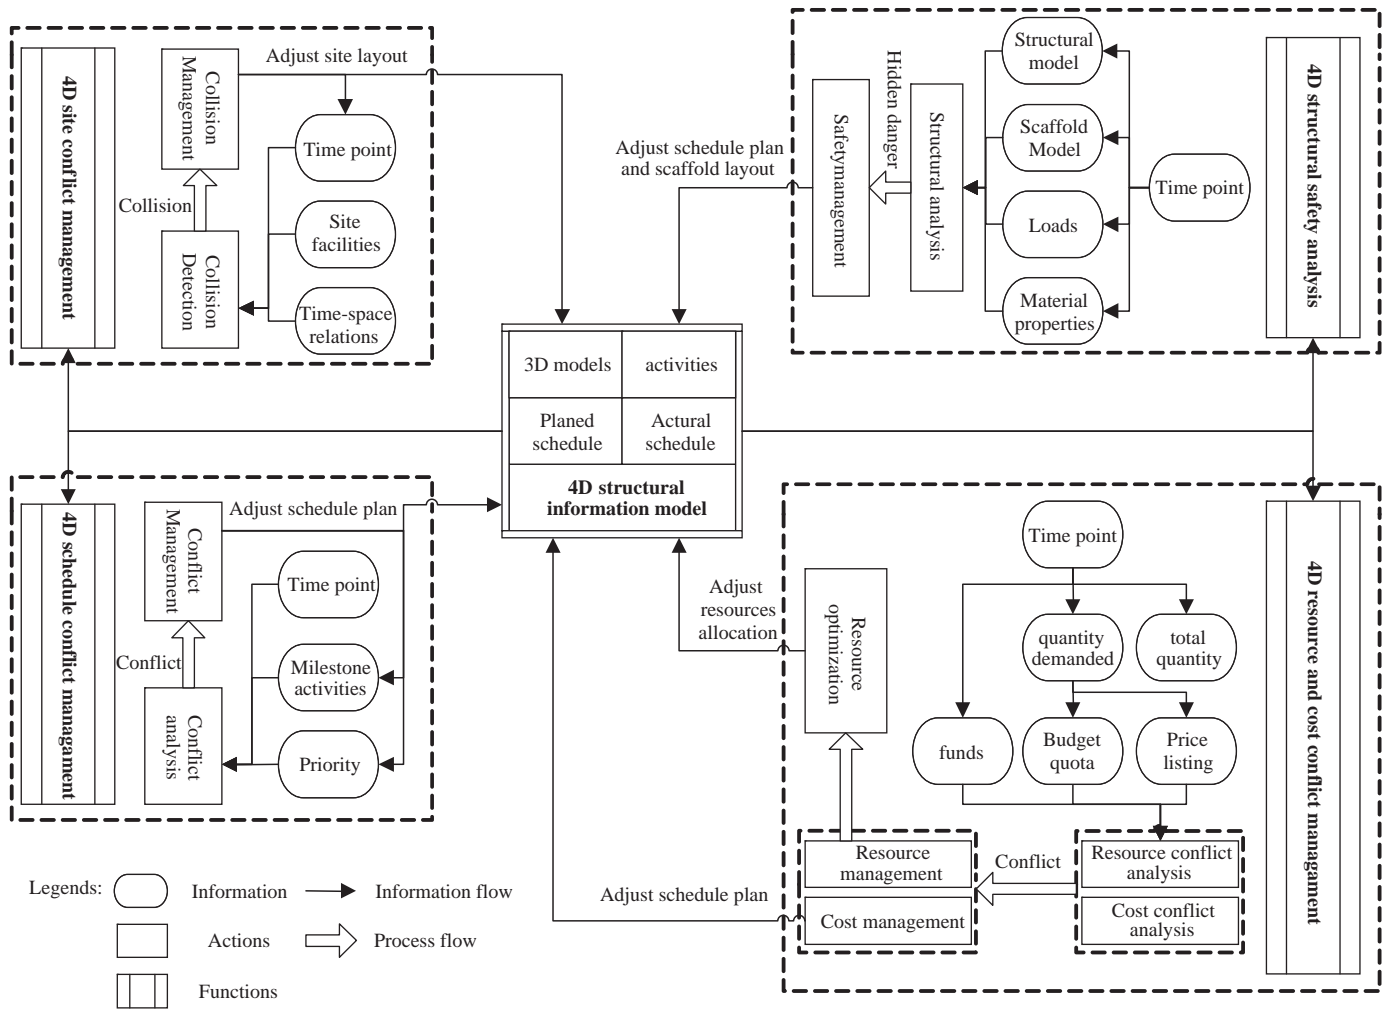 4D site conflict management
Collision
Management
Adjust site layout
Time point
Collision
Site
facilities
Collision
Detection
Time-space
relations
Adjust schedule plan
and scaffold layout
Safetymanagement
Hidden danger
Structural analysis
Structural
model
Scaffold
Model
Loads
Material
properties
Time point
4D structural safety analysis
3D models
activities
Planed
schedule
Actural
schedule
4D structural
information model
4D schedule conflict managament
Conflict
Management
Adjust schedule plan
Time point
Conflict
Milestone
activities
Conflict
analysis
Priority
Adjust
resources
allocation
Resource
optimization
Time point
quantity
demanded
total
quantity
funds
Budget
quota
Price
listing
4D resource and cost conflict managament
Resource
management
Conflict
Resource conflict
analysis
Adjust schedule plan
Cost management
Cost conflict
analysis
Legends:
Information
Information flow
Actions
Process flow
Functions